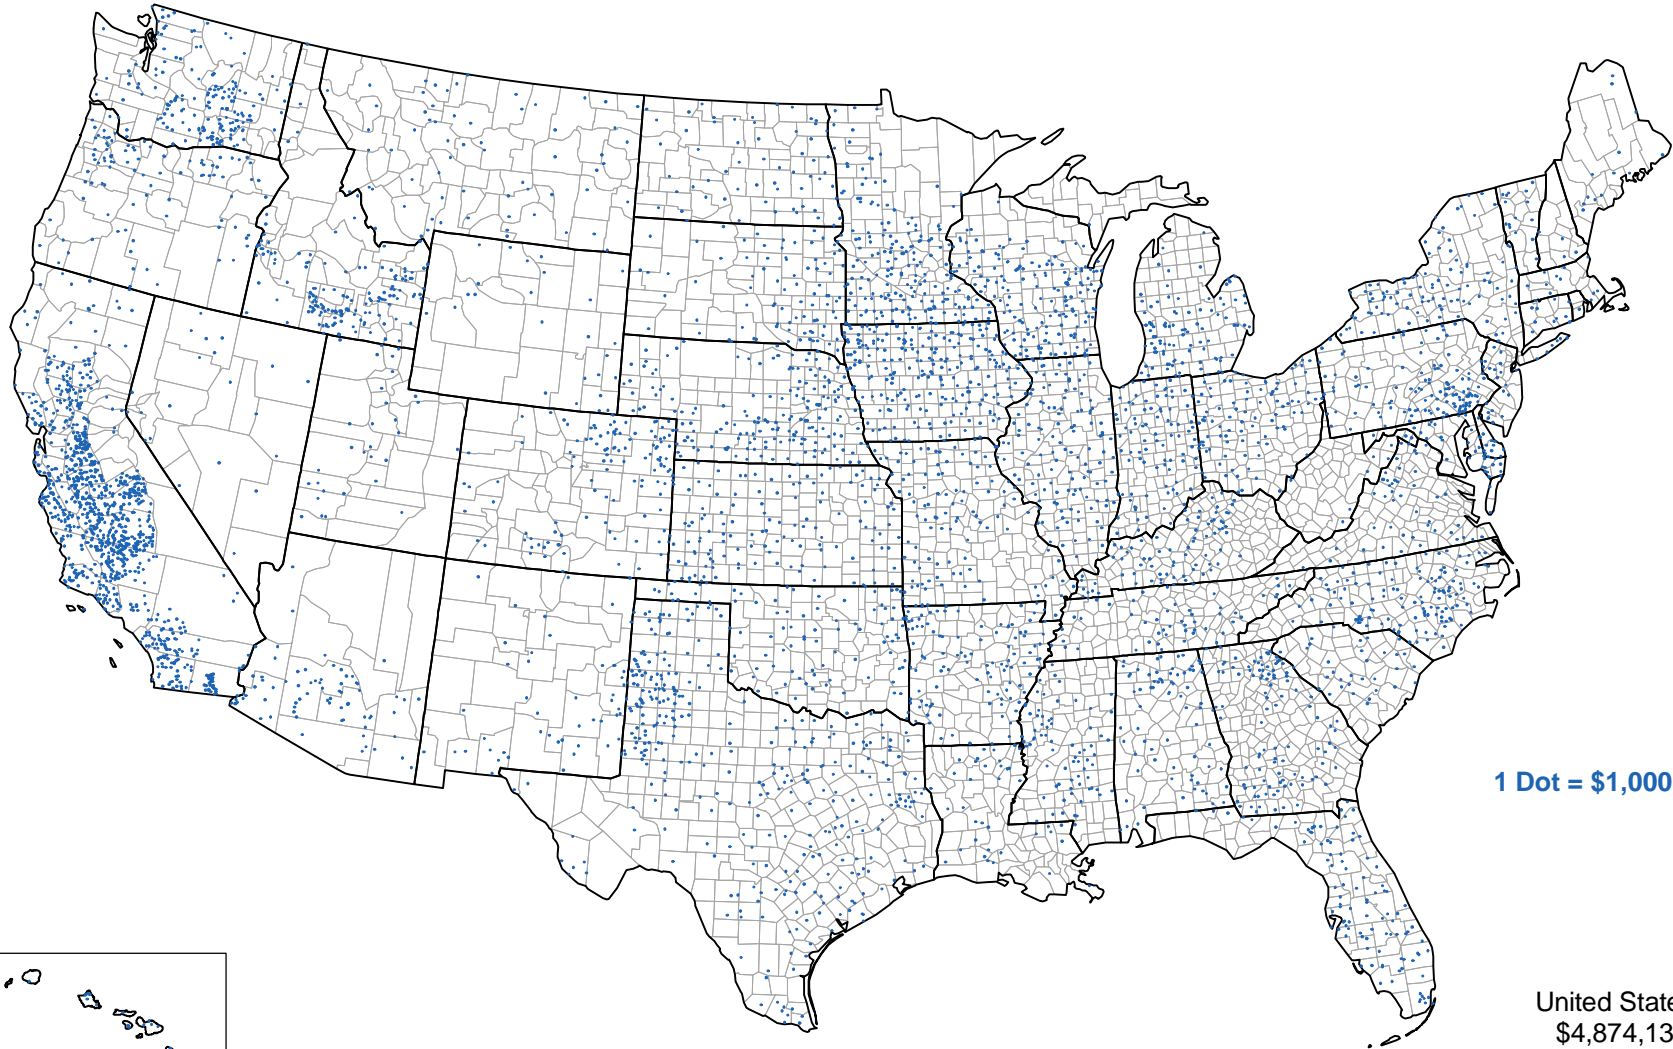 1 Dot = $1,000
United State
$4,874,13